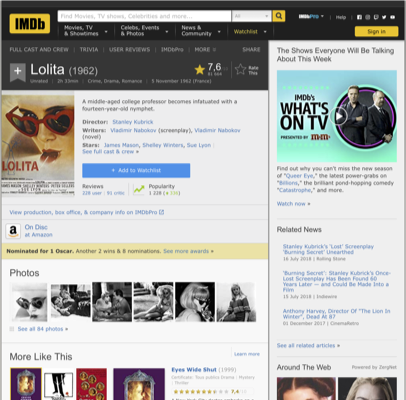 IMDb
Find Movies, TV shows, Celebrities and more...
All
Movies, TV & Showtimes
Celebs, Events & Photos
News & Community
Watchlist
IMDbPro
Help
Sign in
FULL CAST AND CREW | TRIVIA | USER REVIEWS | IMDbPro | MORE
SHARE
Lolita (1962)
7,6
Rate This
Unrated | 2h 33min | Crime, Drama, Romance | 5 November 1962 (France)
A middle-aged college professor becomes infatuated with a fourteen-year-old nymphet.
Director: Stanley Kubrick
Writers: Vladimir Nabokov (screenplay), Vladimir Nabokov (novel)
Stars: James Mason, Shelley Winters, Sue Lyon
See full cast & crew »
+ Add to Watchlist
Reviews
Popularity
LOLITA
View production, box office, & company info on IMDbPro
On Disc
at Amazon
Nominated for 1 Oscar. Another 2 wins & 8 nominations. See more awards »
Photos
See all 84 photos »
More Like This
Learn more
Eyes Wide Shut (1999)
The Shows Everyone Will Be Talking About This Week
IMDb's
WHAT'S ON TV
PRESENTED BY
Find out why you can't miss the new season of "Queer Eye," the latest power-grabs on "Billions," the brilliant pond-hopping comedy "Catastrophe," and more.
Watch now »
Related News
Stanley Kubrick's 'Lost' Screenplay 'Burning Secret' Unearthed
16 July 2018 | Rolling Stone
'Burning Secret': Stanley Kubrick's Once-Lost Screenplay Has Been Found 60 Years Later — and Could Be Made Into a Film
15 July 2018 | Indiewire
Anthony Harvey, Director Of "The Lion In Winter", Dead At 87
01 December 2017 | CinemaRetro
See all related articles »
Around The Web
Powered by ZergNet